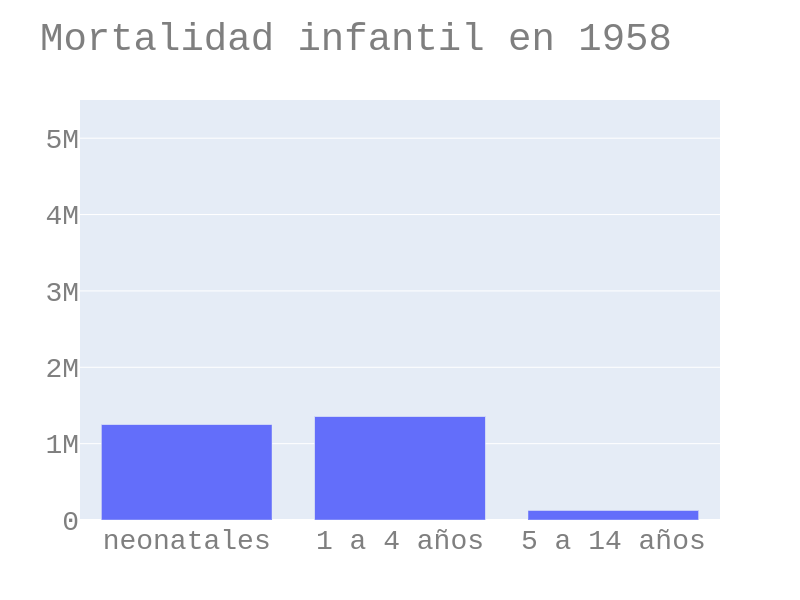 Mortalidad infantil en 1958
5M
4M
3M
2M
1M
0
neonatales 1 a 4 años 5 a 14 años